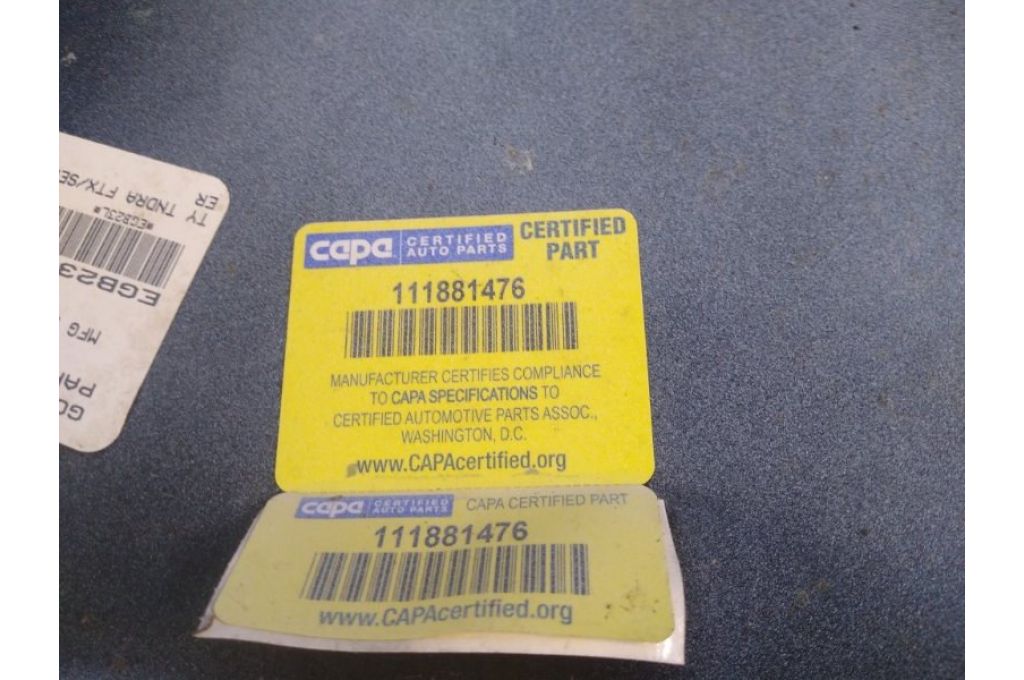 TY TNDRA FTX/SE
ER
*EGB23L*
EGB23
MFG
capa CERTIFIED AUTO PARTS
CERTIFIED PART
111881476
MANUFACTURER CERTIFIES COMPLIANCE
TO CAPA SPECIFICATIONS TO
CERTIFIED AUTOMOTIVE PARTS ASSOC.,
WASHINGTON, D.C.
www.CAPAcertified.org
capa CERTIFIED AUTO PARTS CAPA CERTIFIED PART
111881476
www.CAPAcertified.org